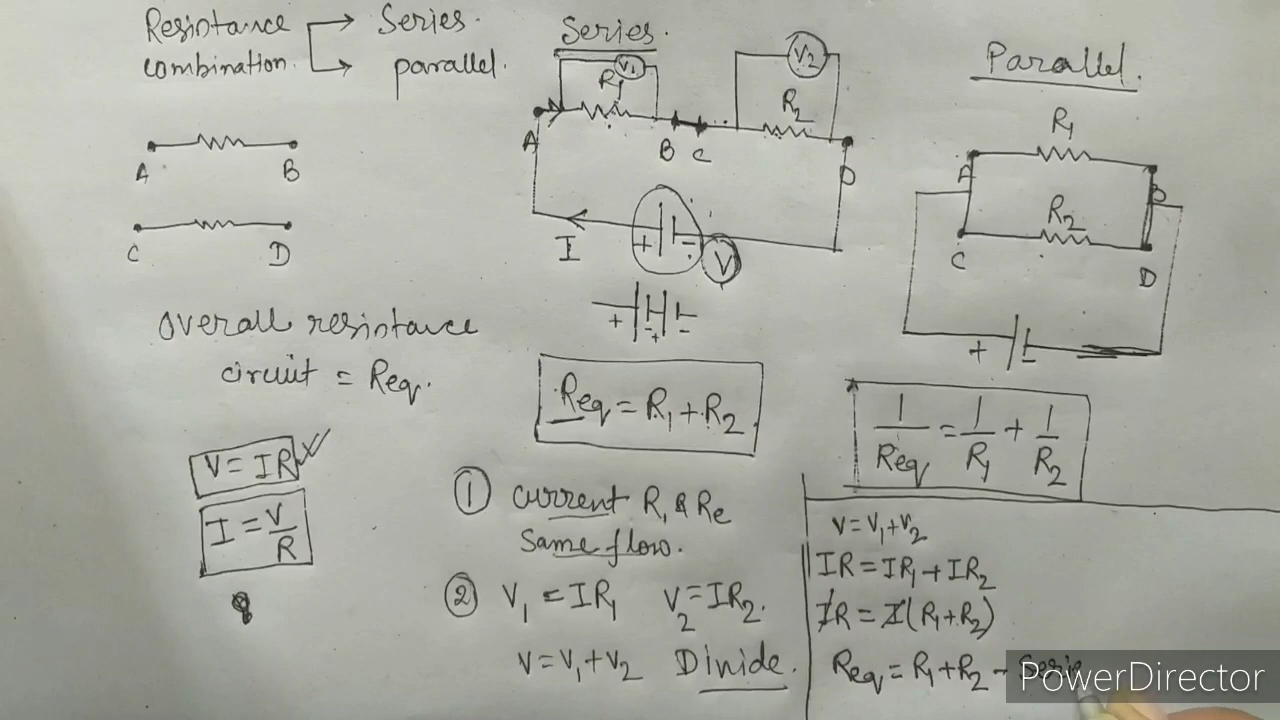 Resistance combination. → Series.
→ parallel.
A B
C D
overall resistance
circuit = Req.
V = IR ✓
I = V/R
Series.
V1 V2
R1 R2
A B C D
I + - V
+ - + -
Req = R1 + R2
① current R1 & Re
Same flow.
② V1 = IR1 V2 = IR2.
V = V1 + V2 Divide.
Parallel.
R1
A B
R2
C D
+ -
1/Req = 1/R1 + 1/R2
V = V1 + V2
IR = IR1 + IR2
IR = I(R1 + R2)
Req = R1 + R2 - Serie
PowerDirector